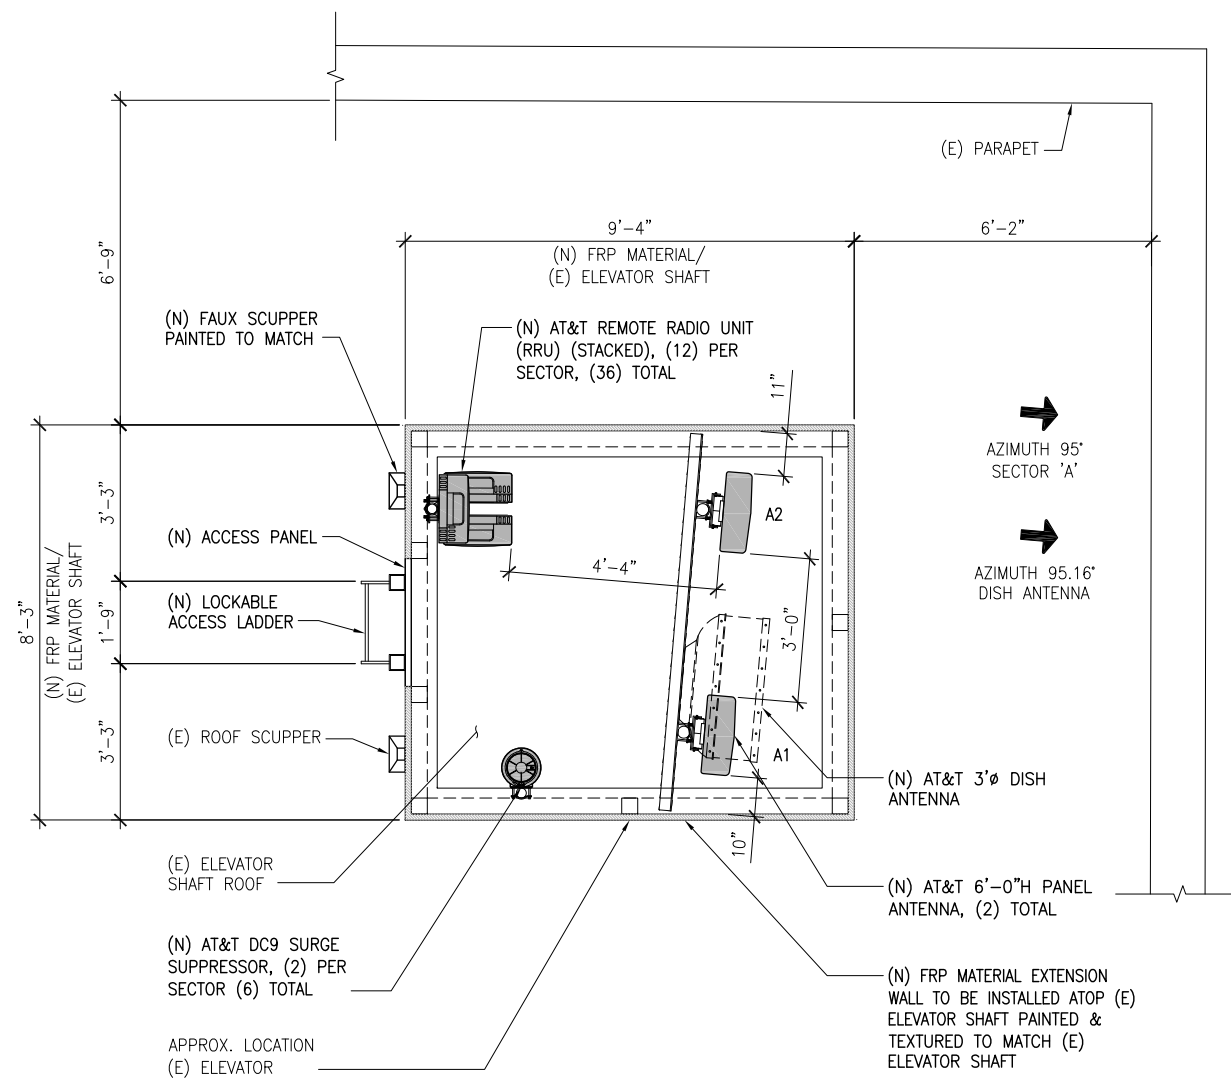 (E) PARAPET
9'-4"
6'-2"
(N) FRP MATERIAL/
(E) ELEVATOR SHAFT
6'-9"
(N) FAUX SCUPPER
PAINTED TO MATCH
(N) AT&T REMOTE RADIO UNIT
(RRU) (STACKED), (12) PER
SECTOR, (36) TOTAL
11"
AZIMUTH 95°
SECTOR 'A'
3'-3"
A2
(N) ACCESS PANEL
4'-4"
AZIMUTH 95.16°
DISH ANTENNA
8'-3"
(N) FRP MATERIAL/
(E) ELEVATOR SHAFT
1'-9"
(N) LOCKABLE
ACCESS LADDER
3'-0"
(E) ROOF SCUPPER
3'-3"
A1
(N) AT&T 3'ø DISH
ANTENNA
10"
(E) ELEVATOR
SHAFT ROOF
(N) AT&T 6'-0"H PANEL
ANTENNA, (2) TOTAL
(N) AT&T DC9 SURGE
SUPPRESSOR, (2) PER
SECTOR (6) TOTAL
(N) FRP MATERIAL EXTENSION
WALL TO BE INSTALLED ATOP (E)
ELEVATOR SHAFT PAINTED &
TEXTURED TO MATCH (E)
ELEVATOR SHAFT
APPROX. LOCATION
(E) ELEVATOR